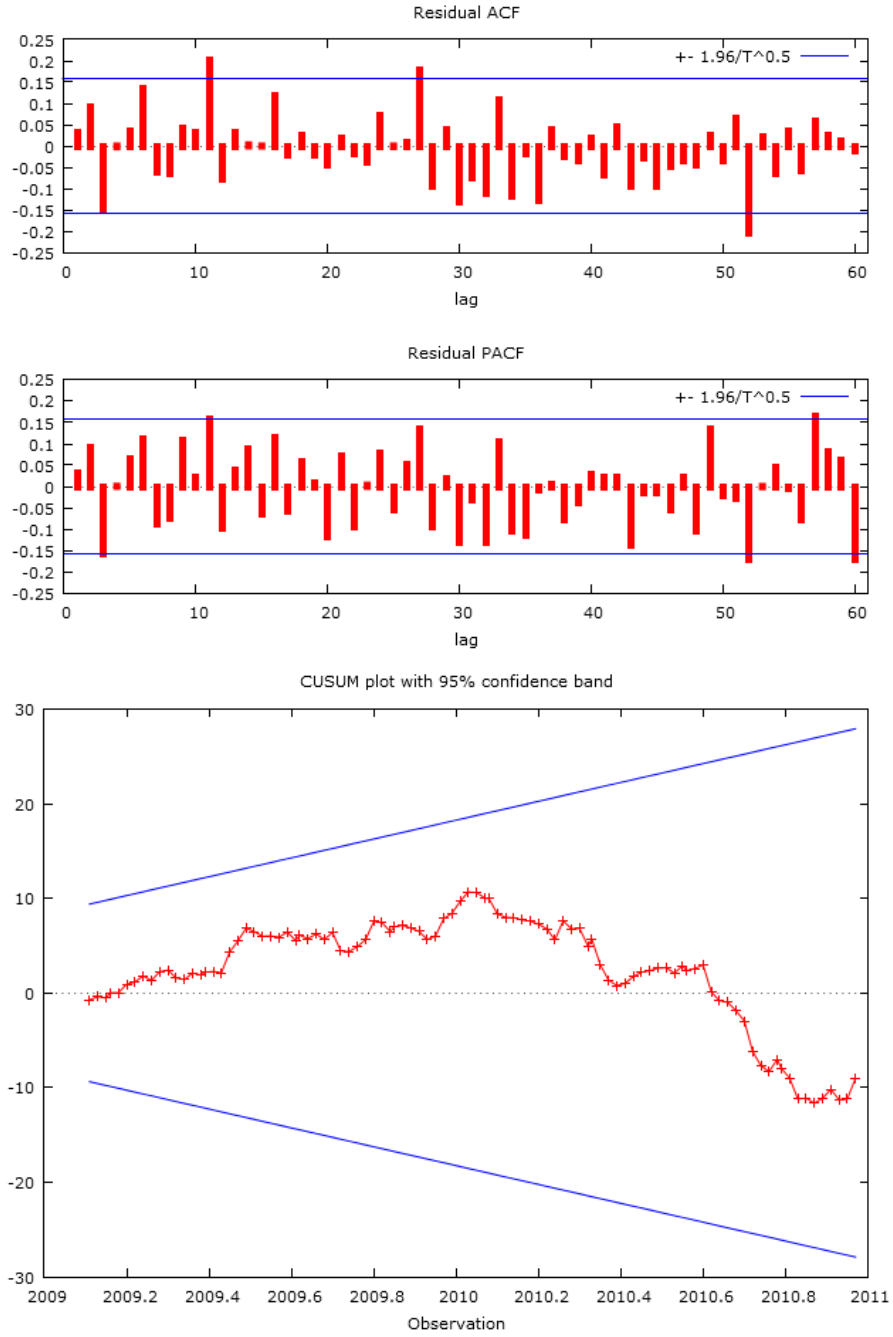 Residual ACF
0.25
0.2
0.15
0.1
0.05
0
-0.05
-0.1
-0.15
-0.2
-0.25
+- 1.96/T^0.5
0 10 20 30 40 50 60
lag
Residual PACF
0.25
0.2
0.15
0.1
0.05
0
-0.05
-0.1
-0.15
-0.2
-0.25
+- 1.96/T^0.5
0 10 20 30 40 50 60
lag
CUSUM plot with 95% confidence band
30
20
10
0
-10
-20
-30
2009 2009.2 2009.4 2009.6 2009.8 2010 2010.2 2010.4 2010.6 2010.8 2011
Observation